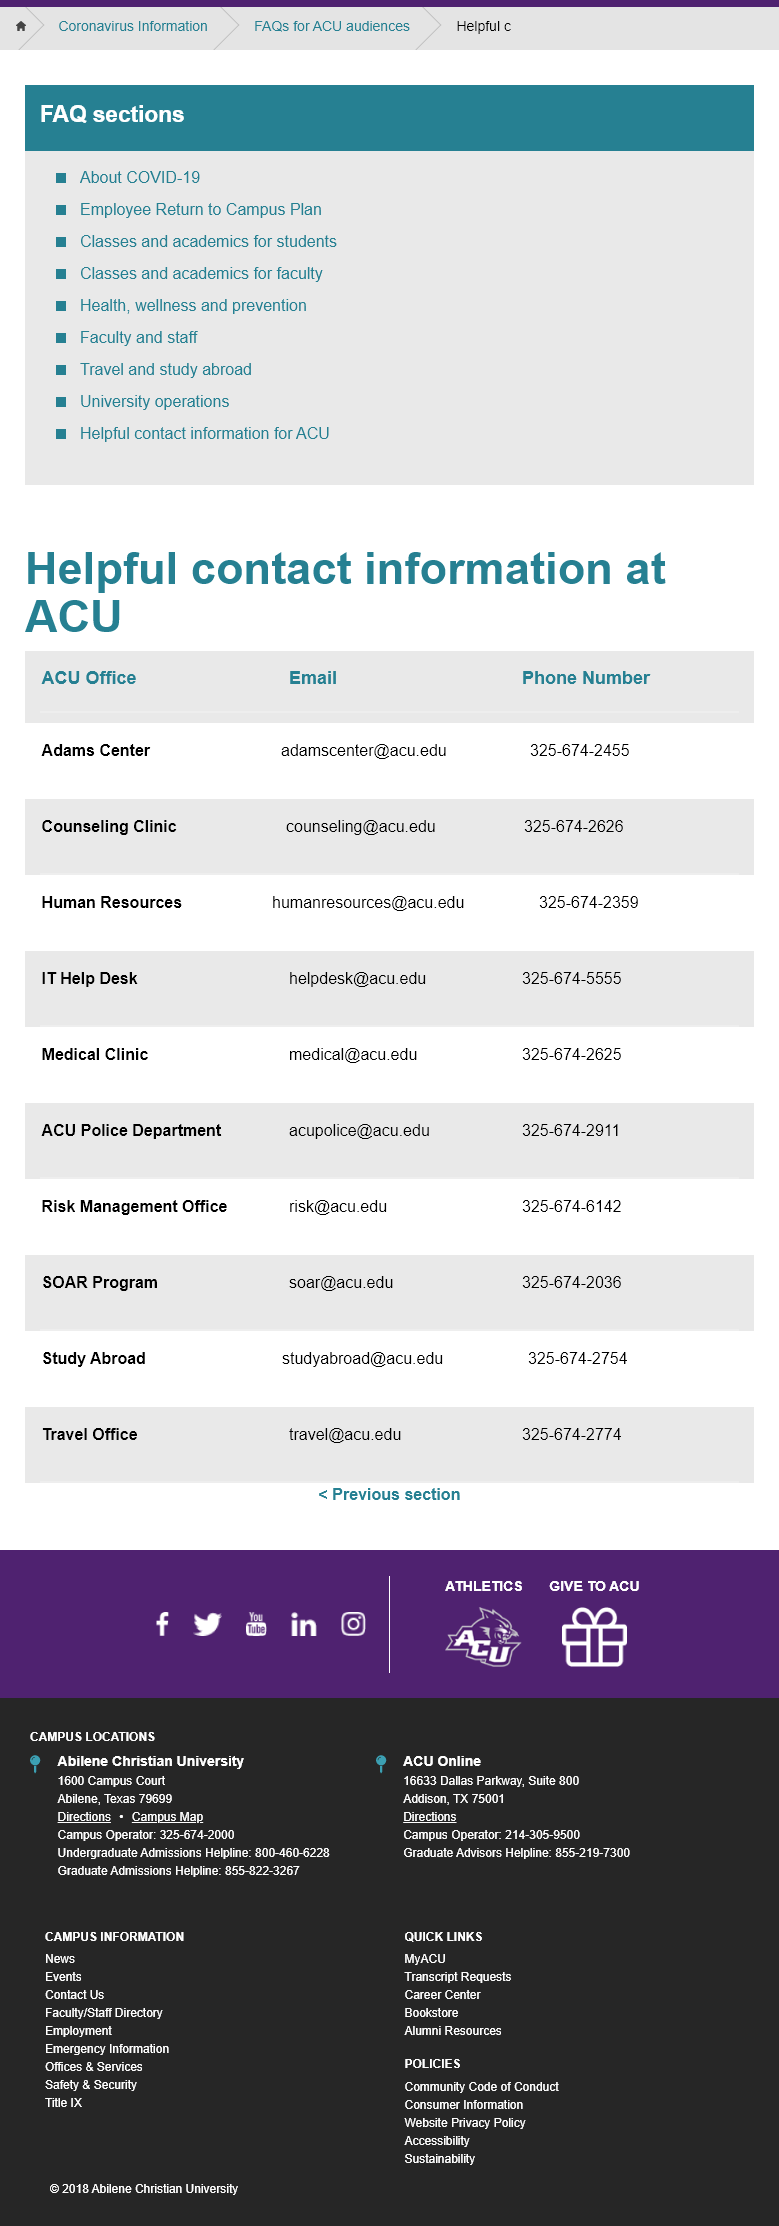 Coronavirus Information FAQs for ACU audiences Helpful c
FAQ sections
About COVID-19
Employee Return to Campus Plan
Classes and academics for students
Classes and academics for faculty
Health, wellness and prevention
Faculty and staff
Travel and study abroad
University operations
Helpful contact information for ACU
Helpful contact information at
ACU
ACU Office Email Phone Number
Adams Center adamscenter@acu.edu 325-674-2455
Counseling Clinic counseling@acu.edu 325-674-2626
Human Resources humanresources@acu.edu 325-674-2359
IT Help Desk helpdesk@acu.edu 325-674-5555
Medical Clinic medical@acu.edu 325-674-2625
ACU Police Department acupolice@acu.edu 325-674-2911
Risk Management Office risk@acu.edu 325-674-6142
SOAR Program soar@acu.edu 325-674-2036
Study Abroad studyabroad@acu.edu 325-674-2754
Travel Office travel@acu.edu 325-674-2774
< Previous section
ATHLETICS GIVE TO ACU
You
Tube
in
ACU
CAMPUS LOCATIONS
Abilene Christian University
1600 Campus Court
Abilene, Texas 79699
Directions • Campus Map
Campus Operator: 325-674-2000
Undergraduate Admissions Helpline: 800-460-6228
Graduate Admissions Helpline: 855-822-3267
ACU Online
16633 Dallas Parkway, Suite 800
Addison, TX 75001
Directions
Campus Operator: 214-305-9500
Graduate Advisors Helpline: 855-219-7300
CAMPUS INFORMATION
News
Events
Contact Us
Faculty/Staff Directory
Employment
Emergency Information
Offices & Services
Safety & Security
Title IX
QUICK LINKS
MyACU
Transcript Requests
Career Center
Bookstore
Alumni Resources
POLICIES
Community Code of Conduct
Consumer Information
Website Privacy Policy
Accessibility
Sustainability
© 2018 Abilene Christian University